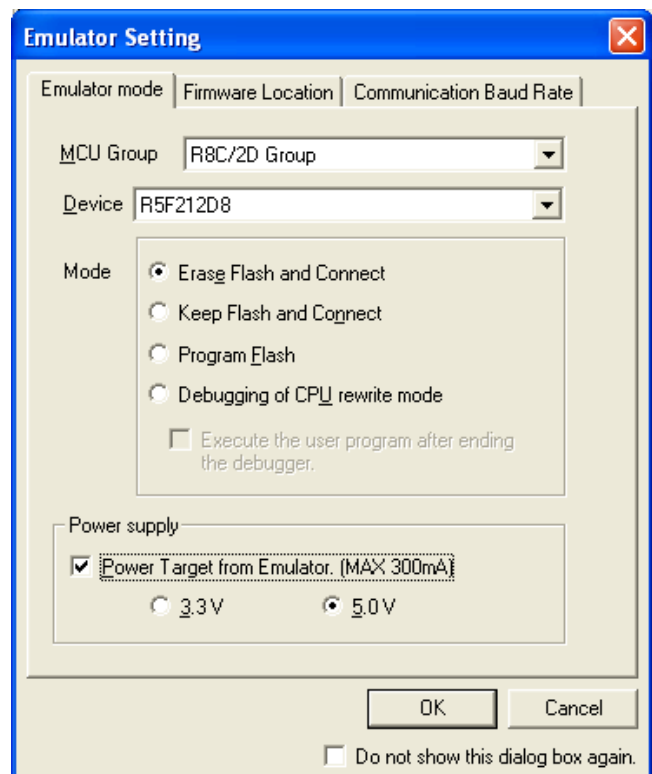 Emulator Setting
Emulator mode Firmware Location Communication Baud Rate
MCU Group R8C/2D Group
Device R5F212D8
Mode Erase Flash and Connect
Keep Flash and Connect
Program Flash
Debugging of CPU rewrite mode
Execute the user program after ending
the debugger.
Power supply
Power Target from Emulator. (MAX 300mA)
3.3 V 5.0 V
OK Cancel
Do not show this dialog box again.